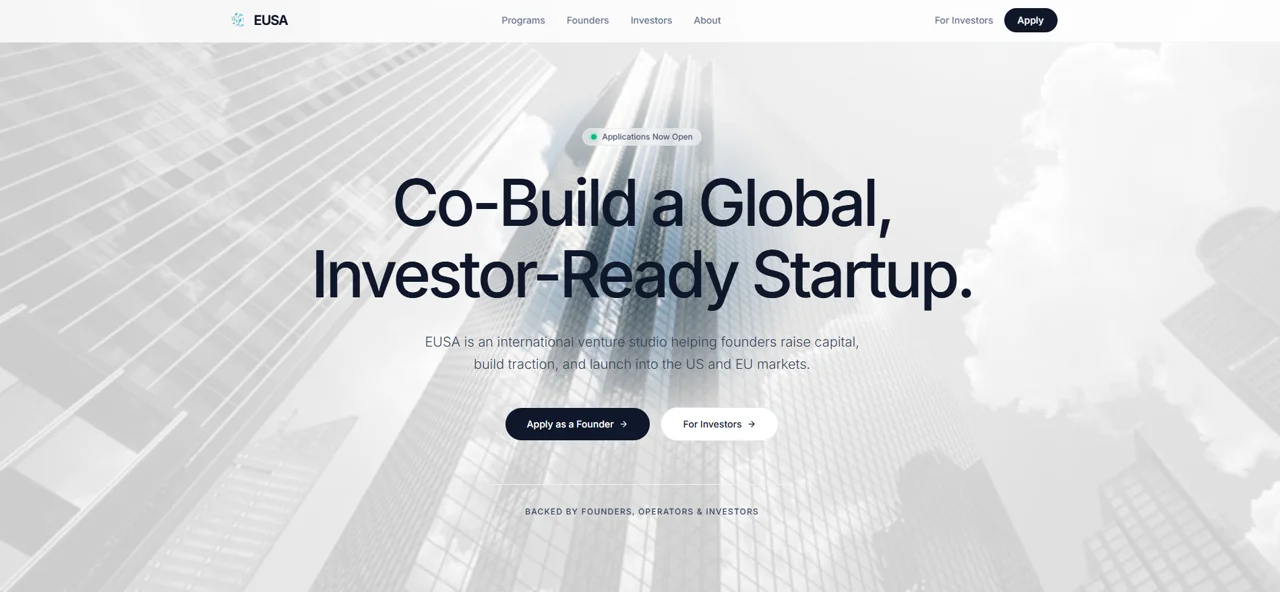 EUSA
Programs
Founders
Investors
About
For Investors
Apply
Applications Now Open
Co-Build a Global,
Investor-Ready Startup.
EUSA is an international venture studio helping founders raise capital,
build traction, and launch into the US and EU markets.
Apply as a Founder →
For Investors →
BACKED BY FOUNDERS, OPERATORS & INVESTORS